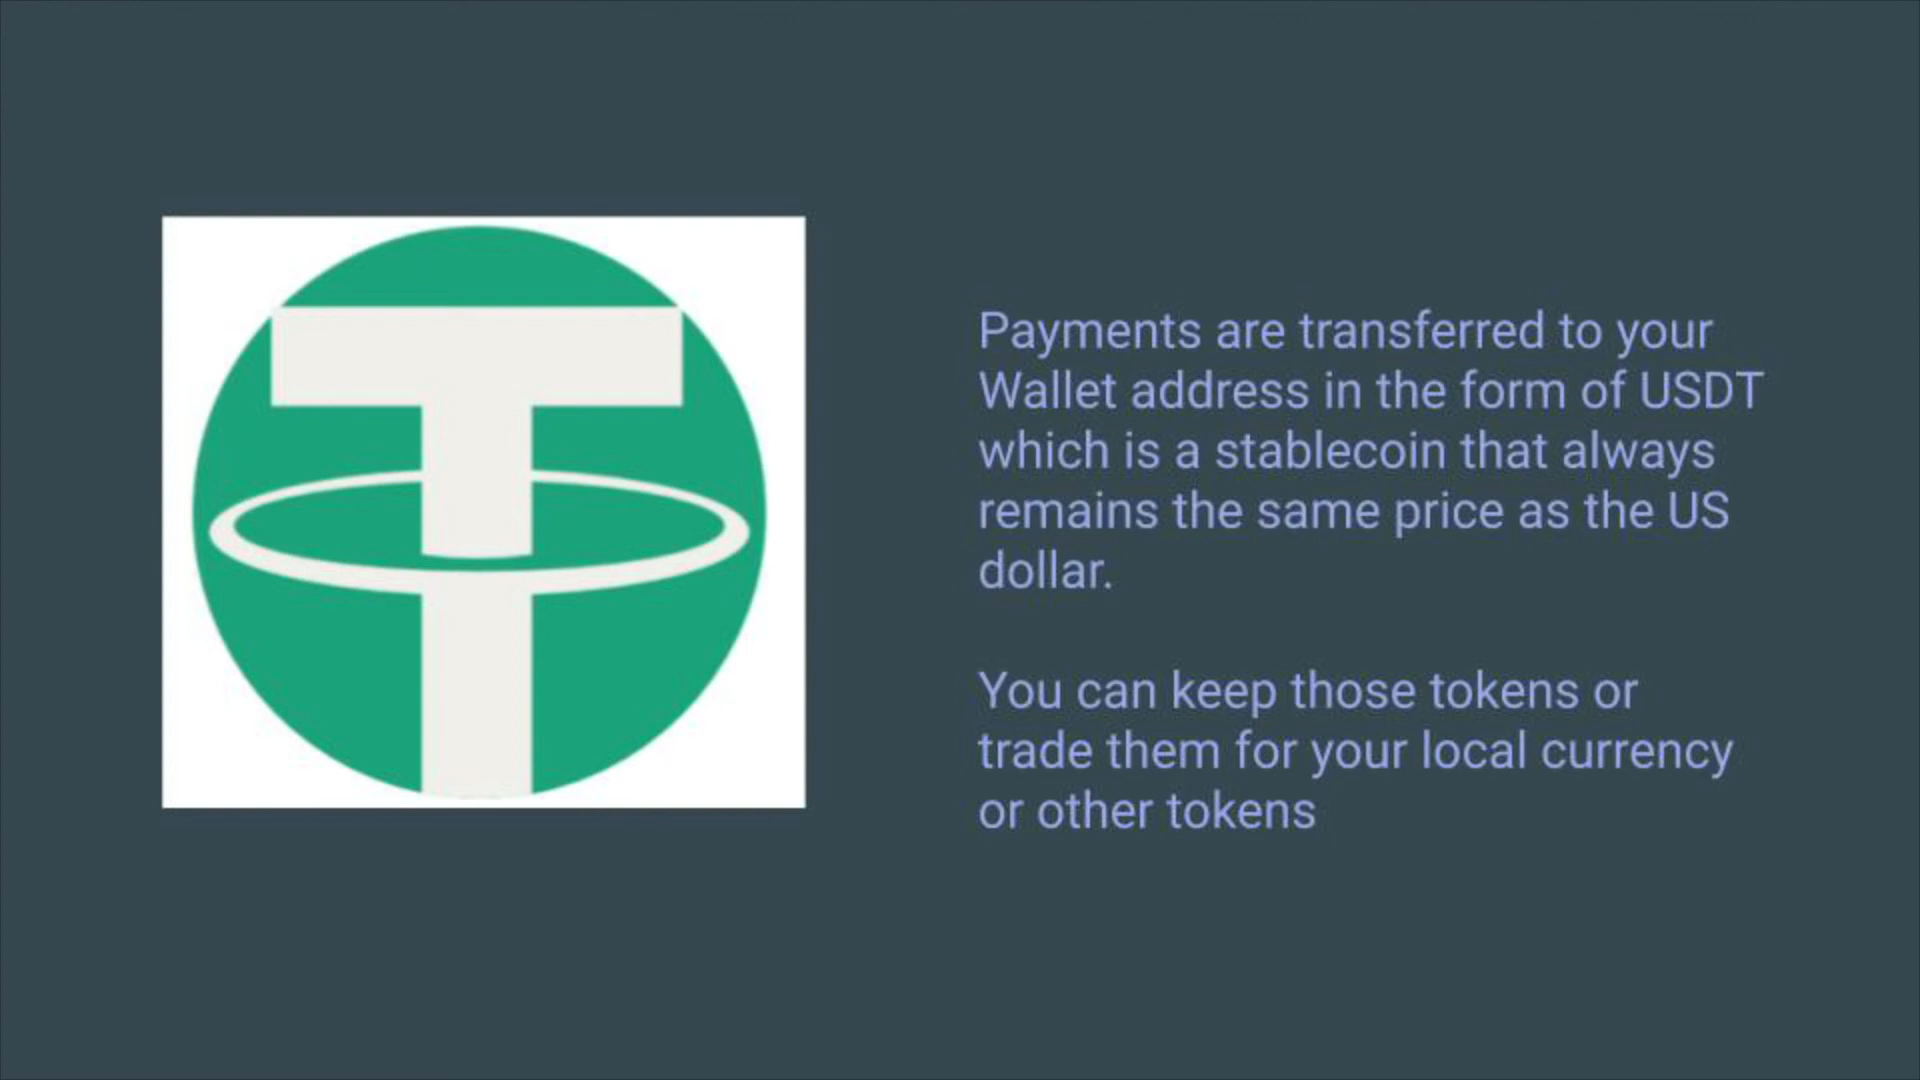 Payments are transferred to your
Wallet address in the form of USDT
which is a stablecoin that always
remains the same price as the US
dollar.
You can keep those tokens or
trade them for your local currency
or other tokens